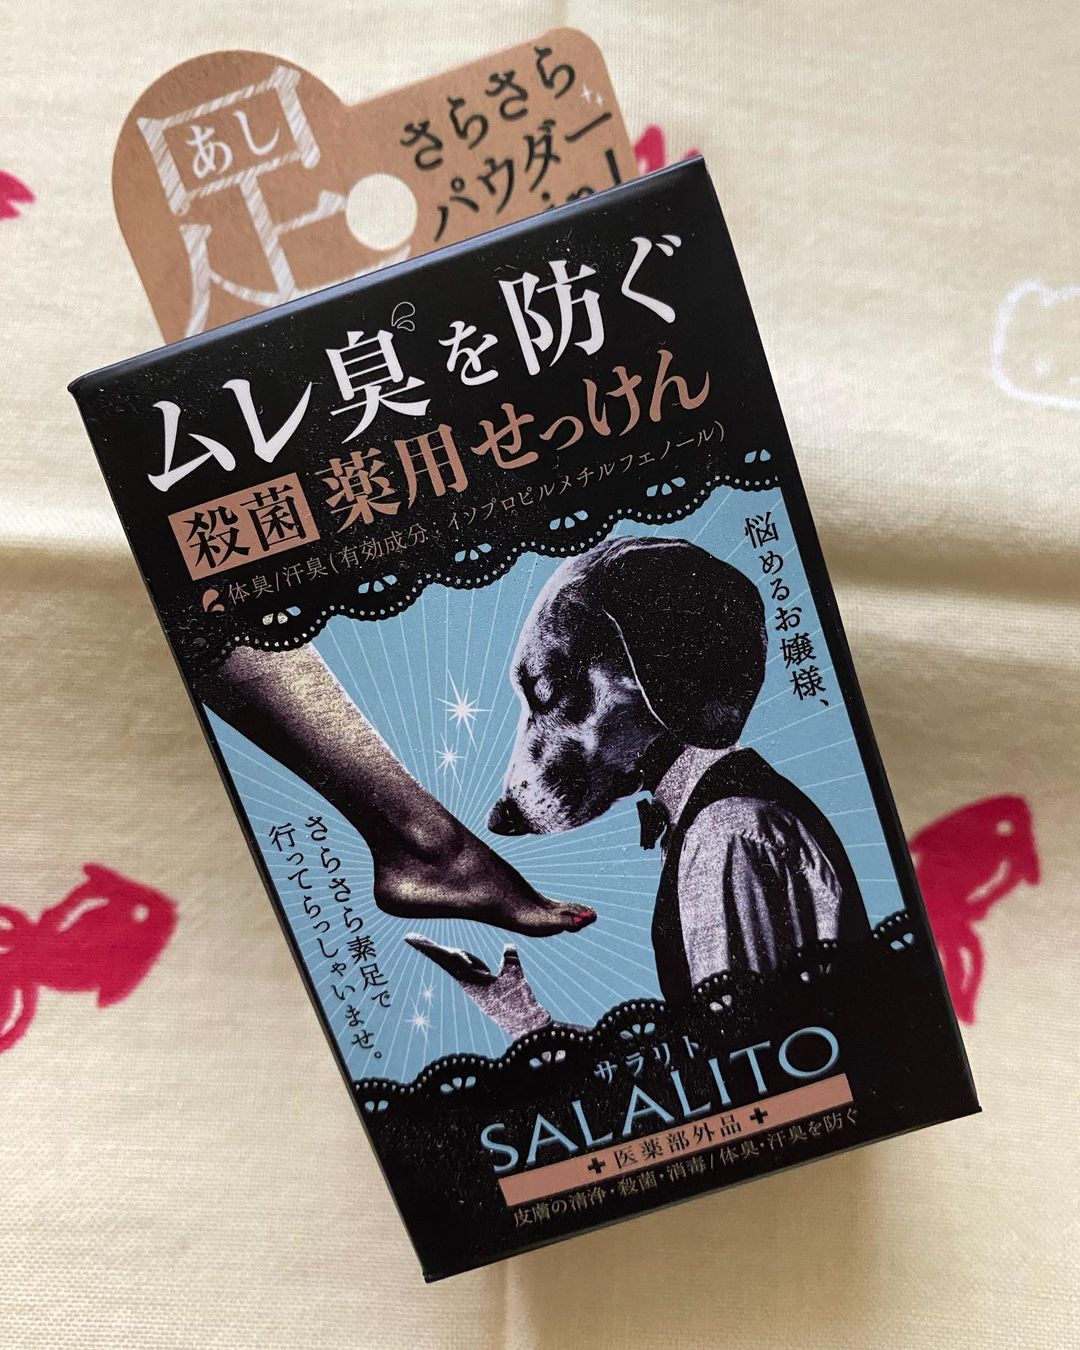 足
あし
さらさら
パウダー
in!
ムレ臭を防ぐ
殺菌 薬用せっけん
体臭/汗臭(有効成分:イソプロピルメチルフェノール)
悩めるお嬢様、
さらさら素足で
行ってらっしゃいませ。
サラリト
SALALITO
医薬部外品
皮膚の清浄・殺菌・消毒/体臭・汗臭を防ぐ